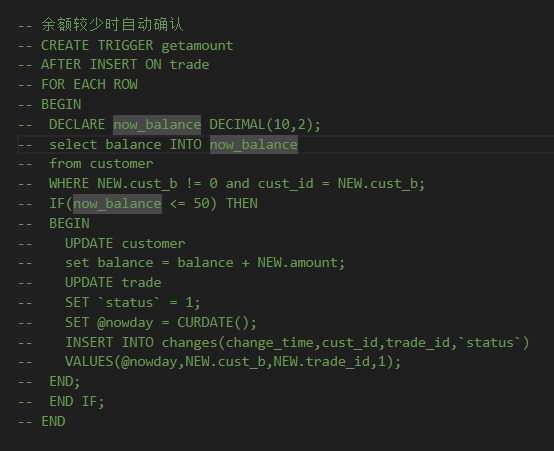 -- 余额较少时自动确认
-- CREATE TRIGGER getamount
-- AFTER INSERT ON trade
-- FOR EACH ROW
-- BEGIN
--  DECLARE now_balance DECIMAL(10,2);
--  select balance INTO now_balance
--  from customer
--  WHERE NEW.cust_b != 0 and cust_id = NEW.cust_b;
--  IF(now_balance <= 50) THEN
--  BEGIN
--    UPDATE customer
--    set balance = balance + NEW.amount;
--    UPDATE trade
--    SET `status` = 1;
--    SET @nowday = CURDATE();
--    INSERT INTO changes(change_time,cust_id,trade_id,`status`)
--    VALUES(@nowday,NEW.cust_b,NEW.trade_id,1);
--  END;
--  END IF;
-- END